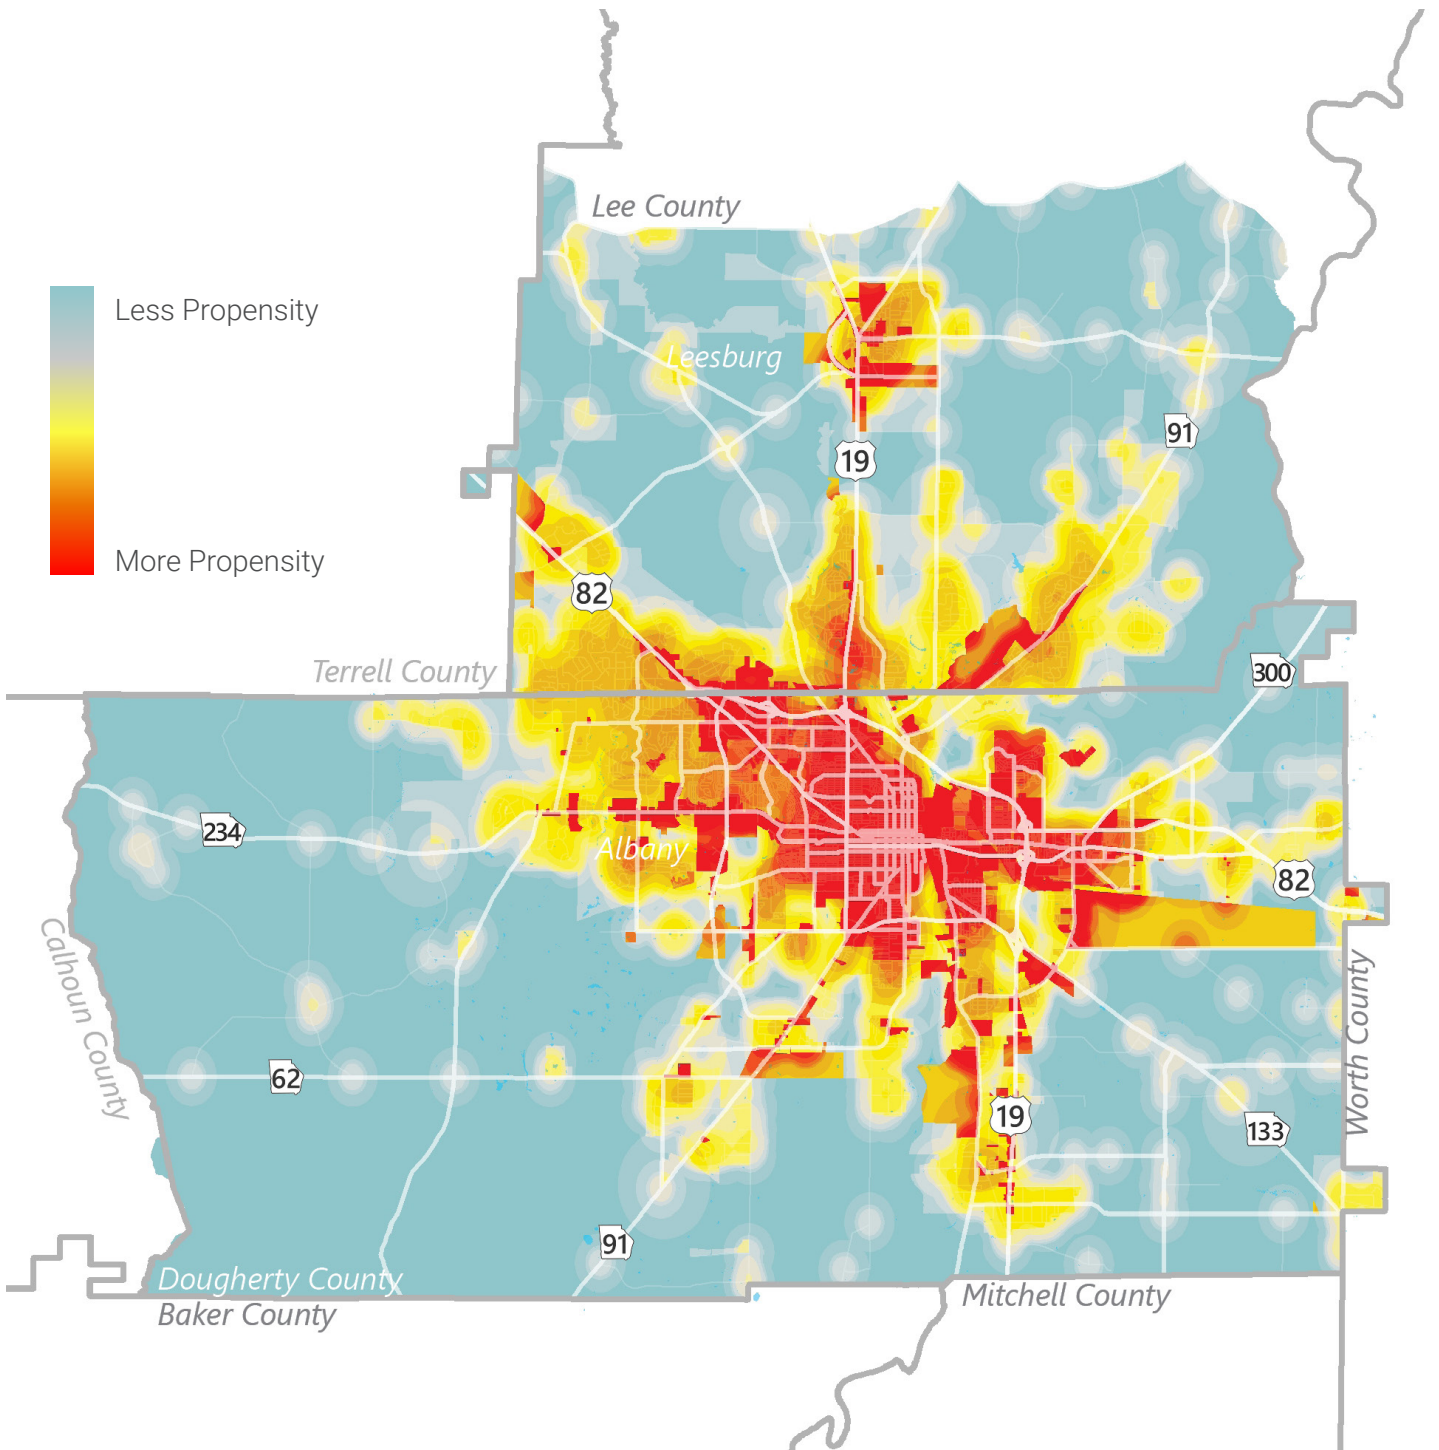 Lee County
Less Propensity
Leesburg
91
19
More Propensity
82
Terrell County
300
234
Albany
82
Calhoun County
Worth County
62
19
133
91
Dougherty County
Baker County
Mitchell County